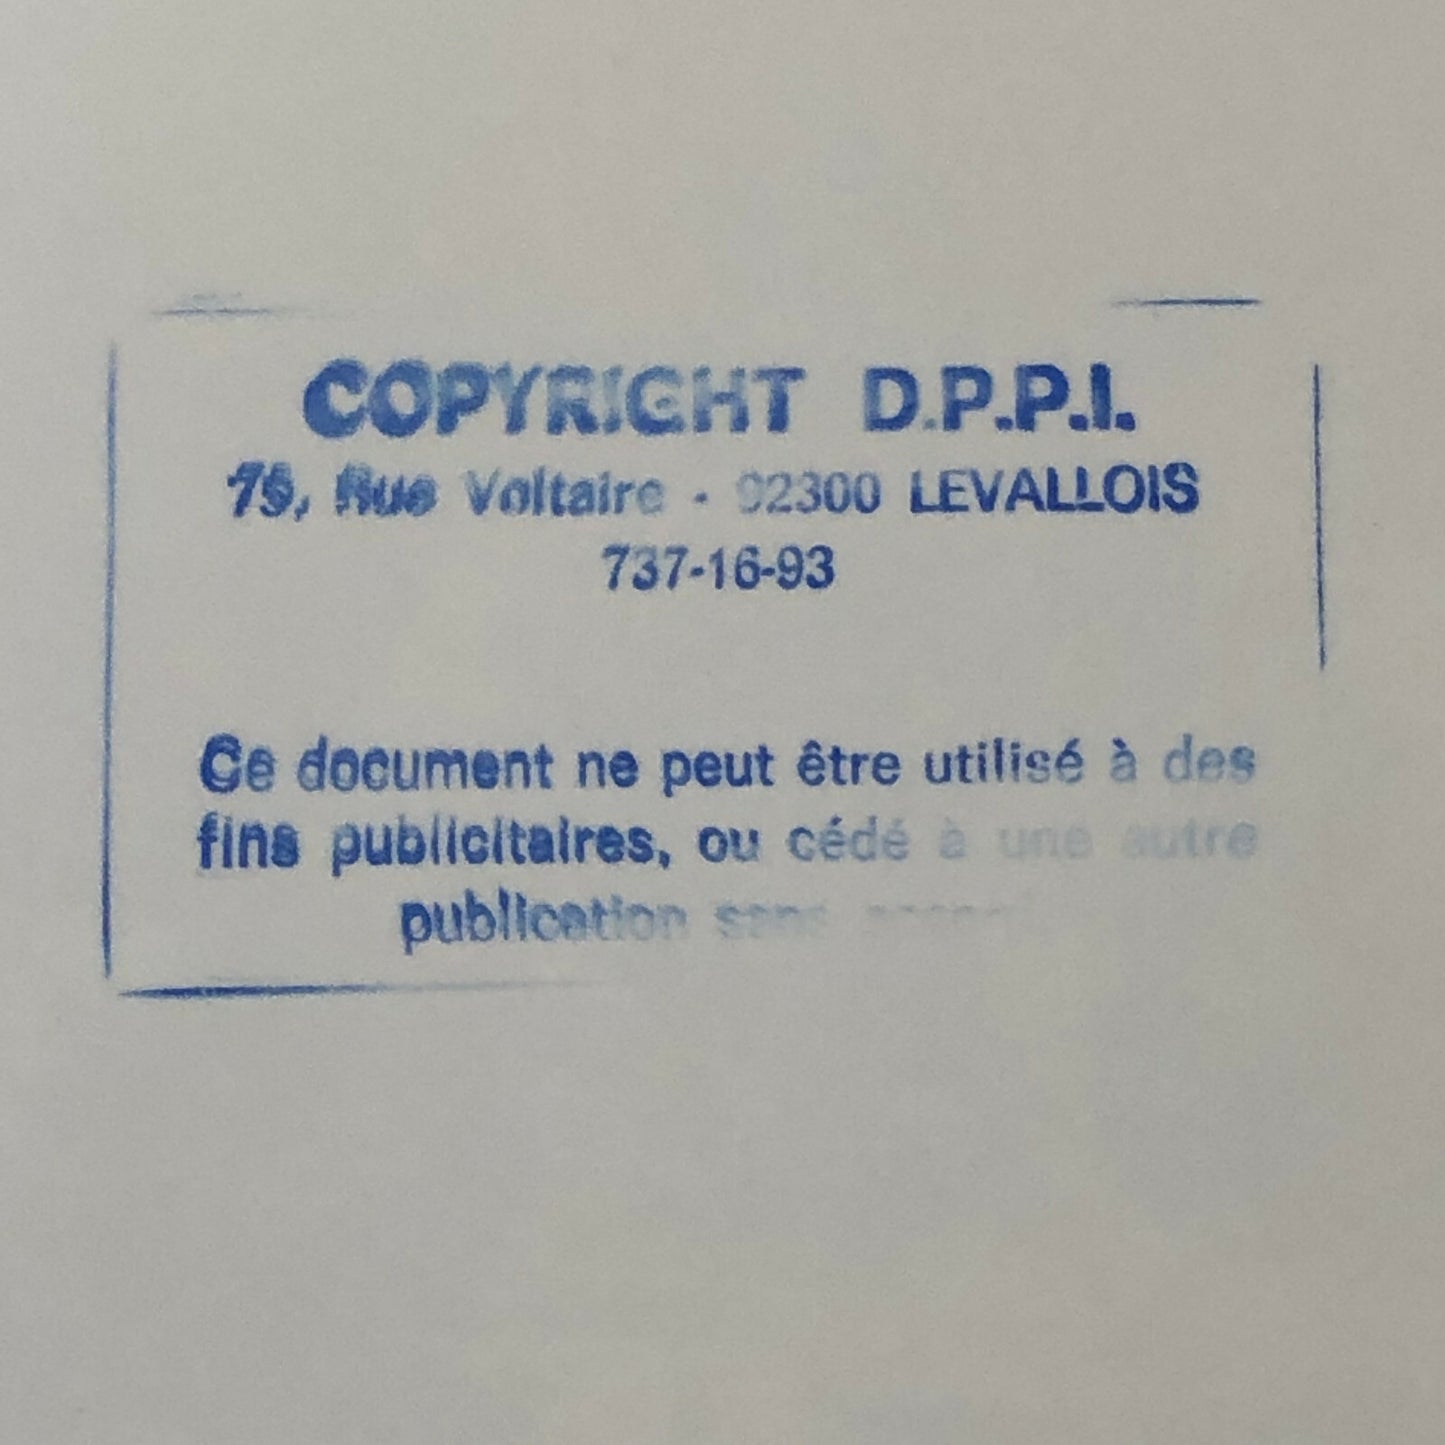 COPYRIGHT D.P.P.I.
75, Rue Voltaire - 92300 LEVALLOIS
737-16-93
Ce document ne peut être utilisé à des
fins publicitaires, ou cédé à une autre
publication sans